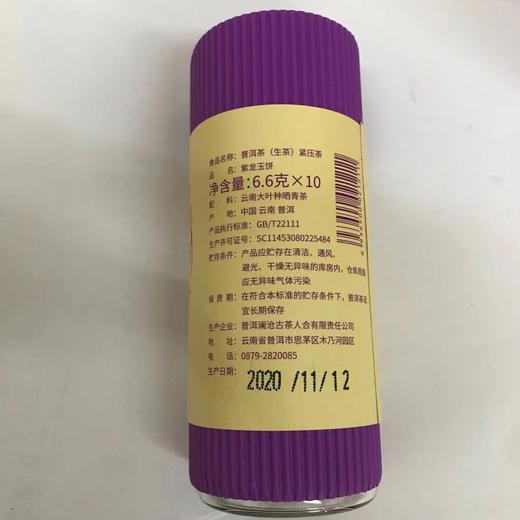 食品名称：普洱茶（生茶）紧压茶
品　　名：紫龙玉饼
净含量：6.6克×10
配　　料：云南大叶种晒青茶
产　　地：中国 云南 普洱
产品执行标准：GB/T22111
生产许可证号：SC11453080225484
贮存条件：产品应贮存在清洁、通风、
避光、干燥无异味的库房内，仓库周围
应无异味气体污染
保 质 期：在符合本标准的贮存条件下，普洱茶适
宜长期保存
生产企业：普洱澜沧古茶人合有限责任公司
地　　址：云南省普洱市思茅区木乃河园区
电　　话：0879-2820085
生产日期：2020 /11/12